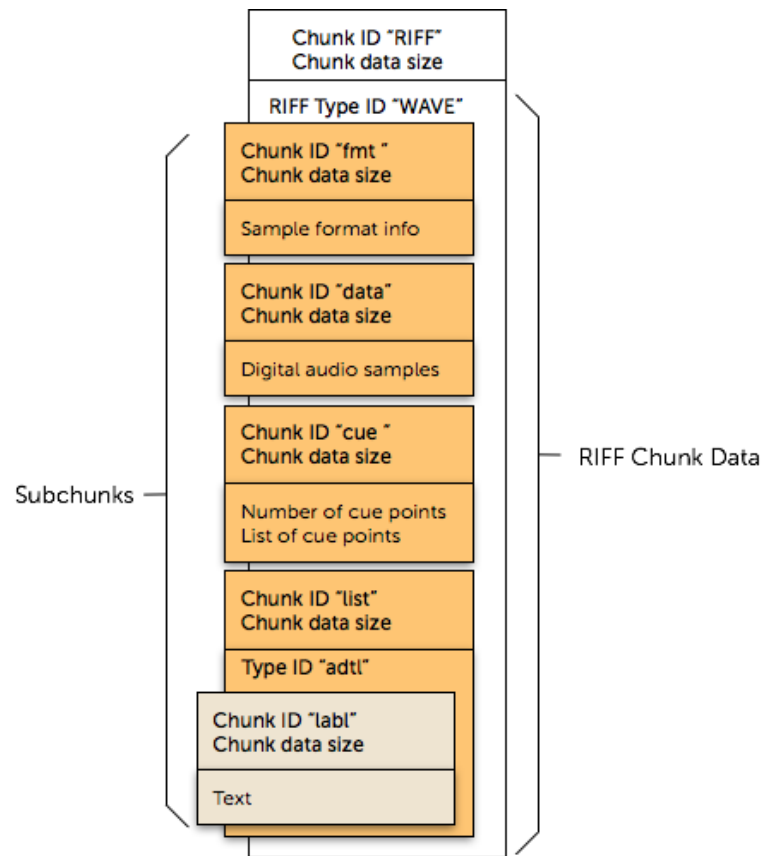 Chunk ID “RIFF”
Chunk data size
RIFF Type ID “WAVE”
Chunk ID “fmt ”
Chunk data size
Sample format info
Chunk ID “data”
Chunk data size
Digital audio samples
Chunk ID “cue ”
Chunk data size
Number of cue points
List of cue points
Chunk ID “list”
Chunk data size
Type ID “adtl”
Chunk ID “labl”
Chunk data size
Text
Subchunks
RIFF Chunk Data